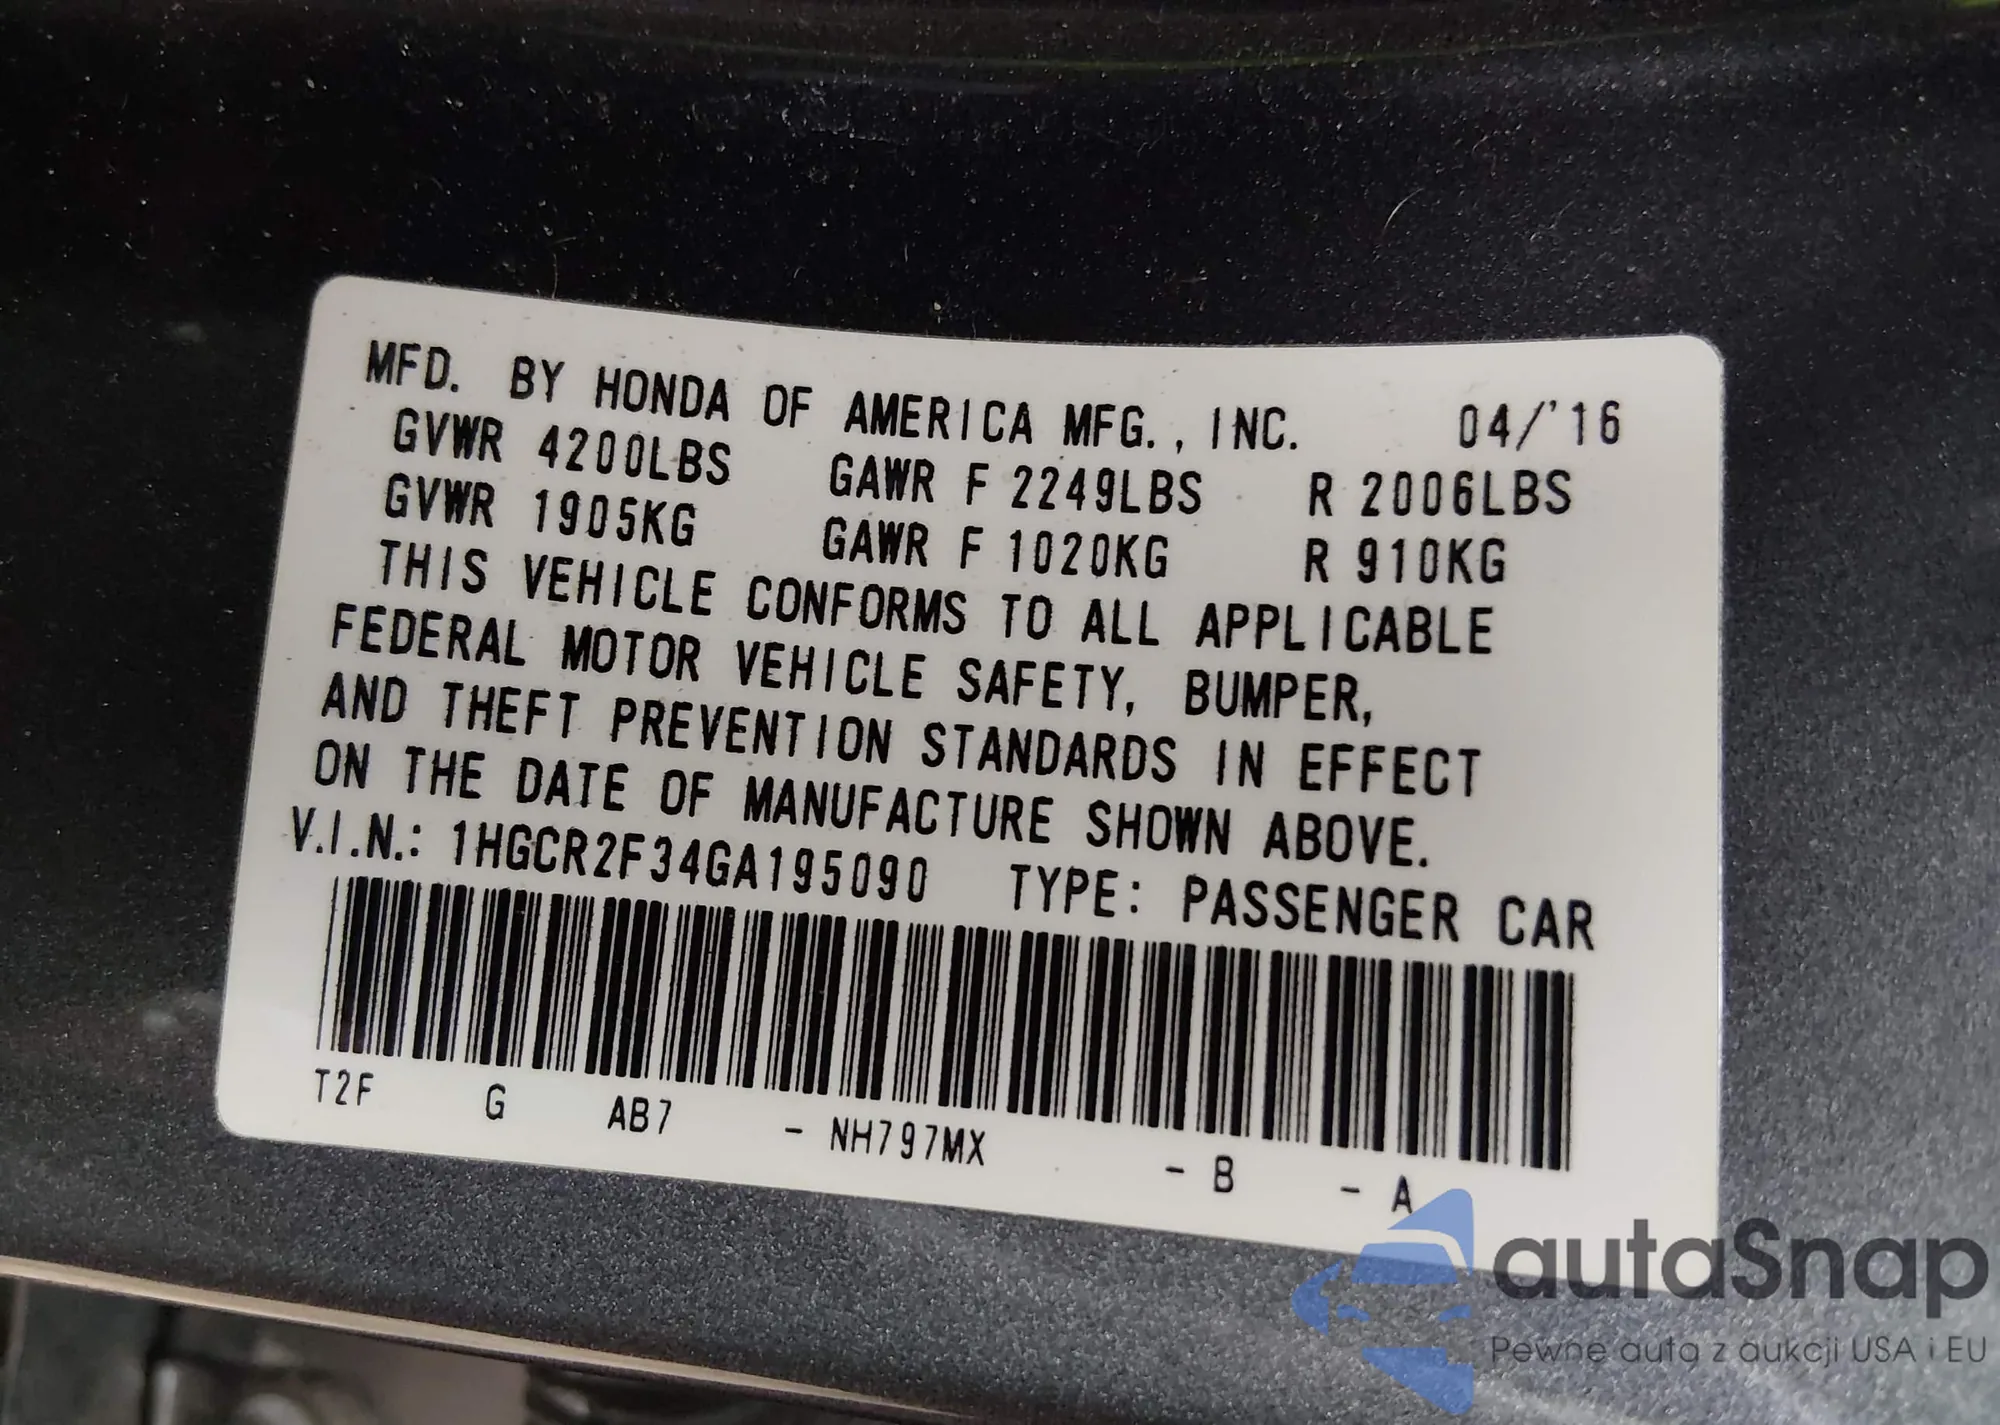 MFD. BY HONDA OF AMERICA MFG., INC. 04/'16
GVWR 4200LBS GAWR F 2249LBS R 2006LBS
GVWR 1905KG GAWR F 1020KG R 910KG
THIS VEHICLE CONFORMS TO ALL APPLICABLE
FEDERAL MOTOR VEHICLE SAFETY, BUMPER,
AND THEFT PREVENTION STANDARDS IN EFFECT
ON THE DATE OF MANUFACTURE SHOWN ABOVE.
V.I.N.: 1HGCR2F34GA195090 TYPE: PASSENGER CAR
T2F G AB7 - NH797MX - B - A
autaSnap
Pewne auta z aukcji USA i EU